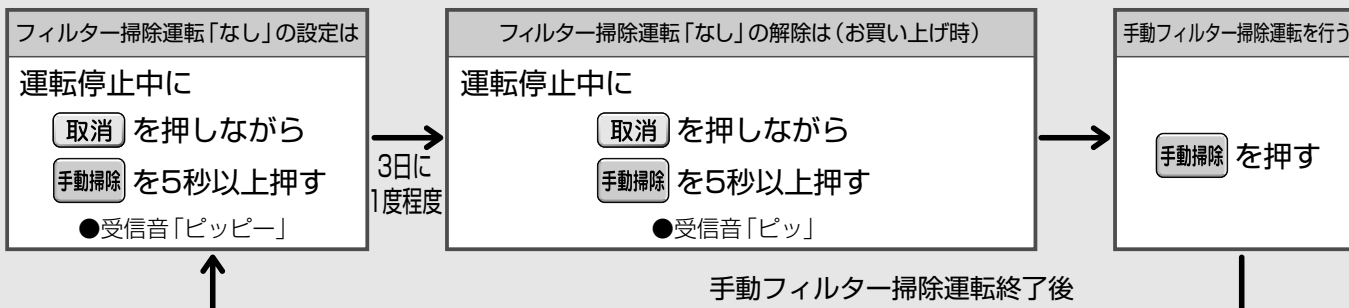 フィルター掃除運転「なし」の設定は
運転停止中に
取消 を押しながら
手動掃除 を5秒以上押す
●受信音「ピッピー」
3日に
1度程度
フィルター掃除運転「なし」の解除は(お買い上げ時)
運転停止中に
取消 を押しながら
手動掃除 を5秒以上押す
●受信音「ピッ」
手動フィルター掃除運転を行う
手動掃除 を押す
手動フィルター掃除運転終了後